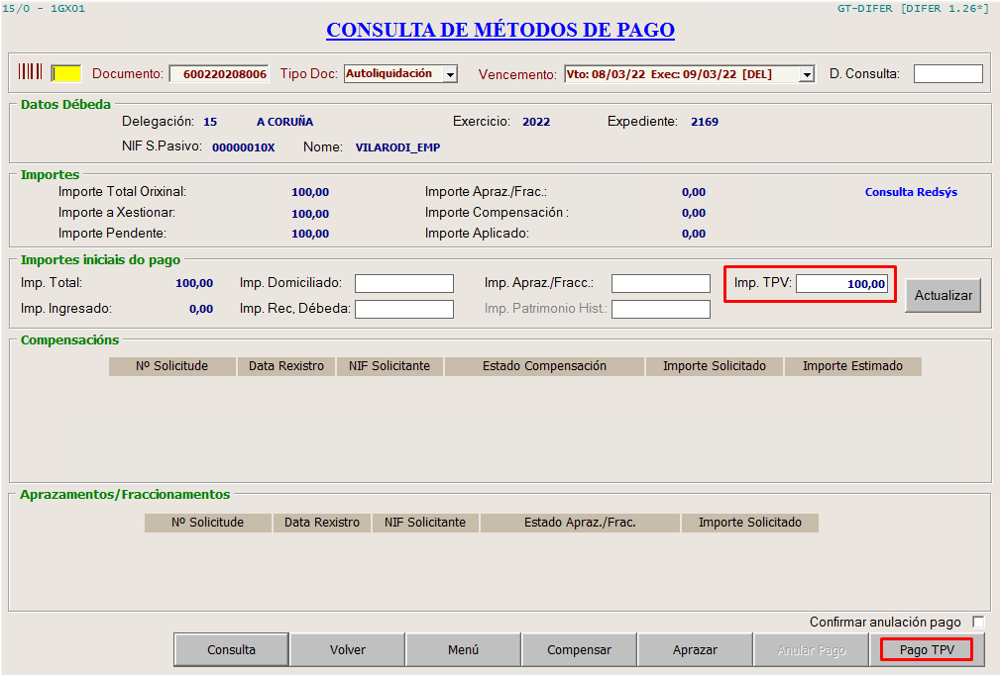 15/O - 1GX01 GT-DIFER [DIFER 1.26*]
CONSULTA DE MÉTODOS DE PAGO
Documento: 600220208006 Tipo Doc: Autoliquidación Vencemento: Vto: 08/03/22 Exec: 09/03/22 [DEL] D. Consulta:
Datos Débeda
Delegación: 15 A CORUÑA Exercicio: 2022 Expediente: 2169
NIF S.Pasivo: 00000010X Nome: VILARODI_EMP
Importes
Importe Total Orixinal: 100,00 Importe Apraz./Frac.: 0,00 Consulta Redsýs
Importe a Xestionar: 100,00 Importe Compensación : 0,00
Importe Pendente: 100,00 Importe Aplicado: 0,00
Importes iniciais do pago
Imp. Total: 100,00 Imp. Domiciliado: Imp. Apraz./Fracc.: Imp. TPV: 100,00 Actualizar
Imp. Ingresado: 0,00 Imp. Rec, Débeda: Imp. Patrimonio Hist.:
Compensacións
Nº Solicitude Data Rexistro NIF Solicitante Estado Compensación Importe Solicitado Importe Estimado
Aprazamentos/Fraccionamentos
Nº Solicitude Data Rexistro NIF Solicitante Estado Apraz./Frac. Importe Solicitado
Confirmar anulación pago
Consulta Volver Menú Compensar Aprazar Anular Pago Pago TPV